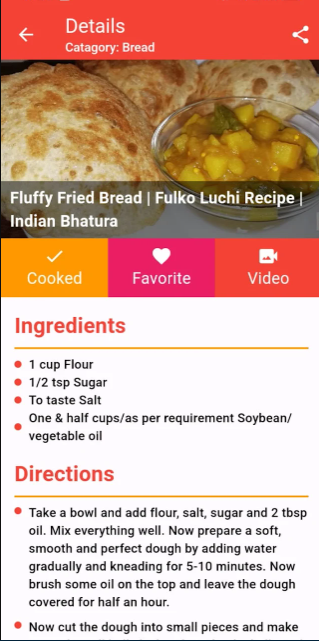 Details
Catagory: Bread
Fluffy Fried Bread | Fulko Luchi Recipe |
Indian Bhatura
Cooked
Favorite
Video
Ingredients
1 cup Flour
1/2 tsp Sugar
To taste Salt
One & half cups/as per requirement Soybean/
vegetable oil
Directions
Take a bowl and add flour, salt, sugar and 2 tbsp
oil. Mix everything well. Now prepare a soft,
smooth and perfect dough by adding water
gradually and kneading for 5-10 minutes. Now
brush some oil on the top and leave the dough
covered for half an hour.
Now cut the dough into small pieces and make